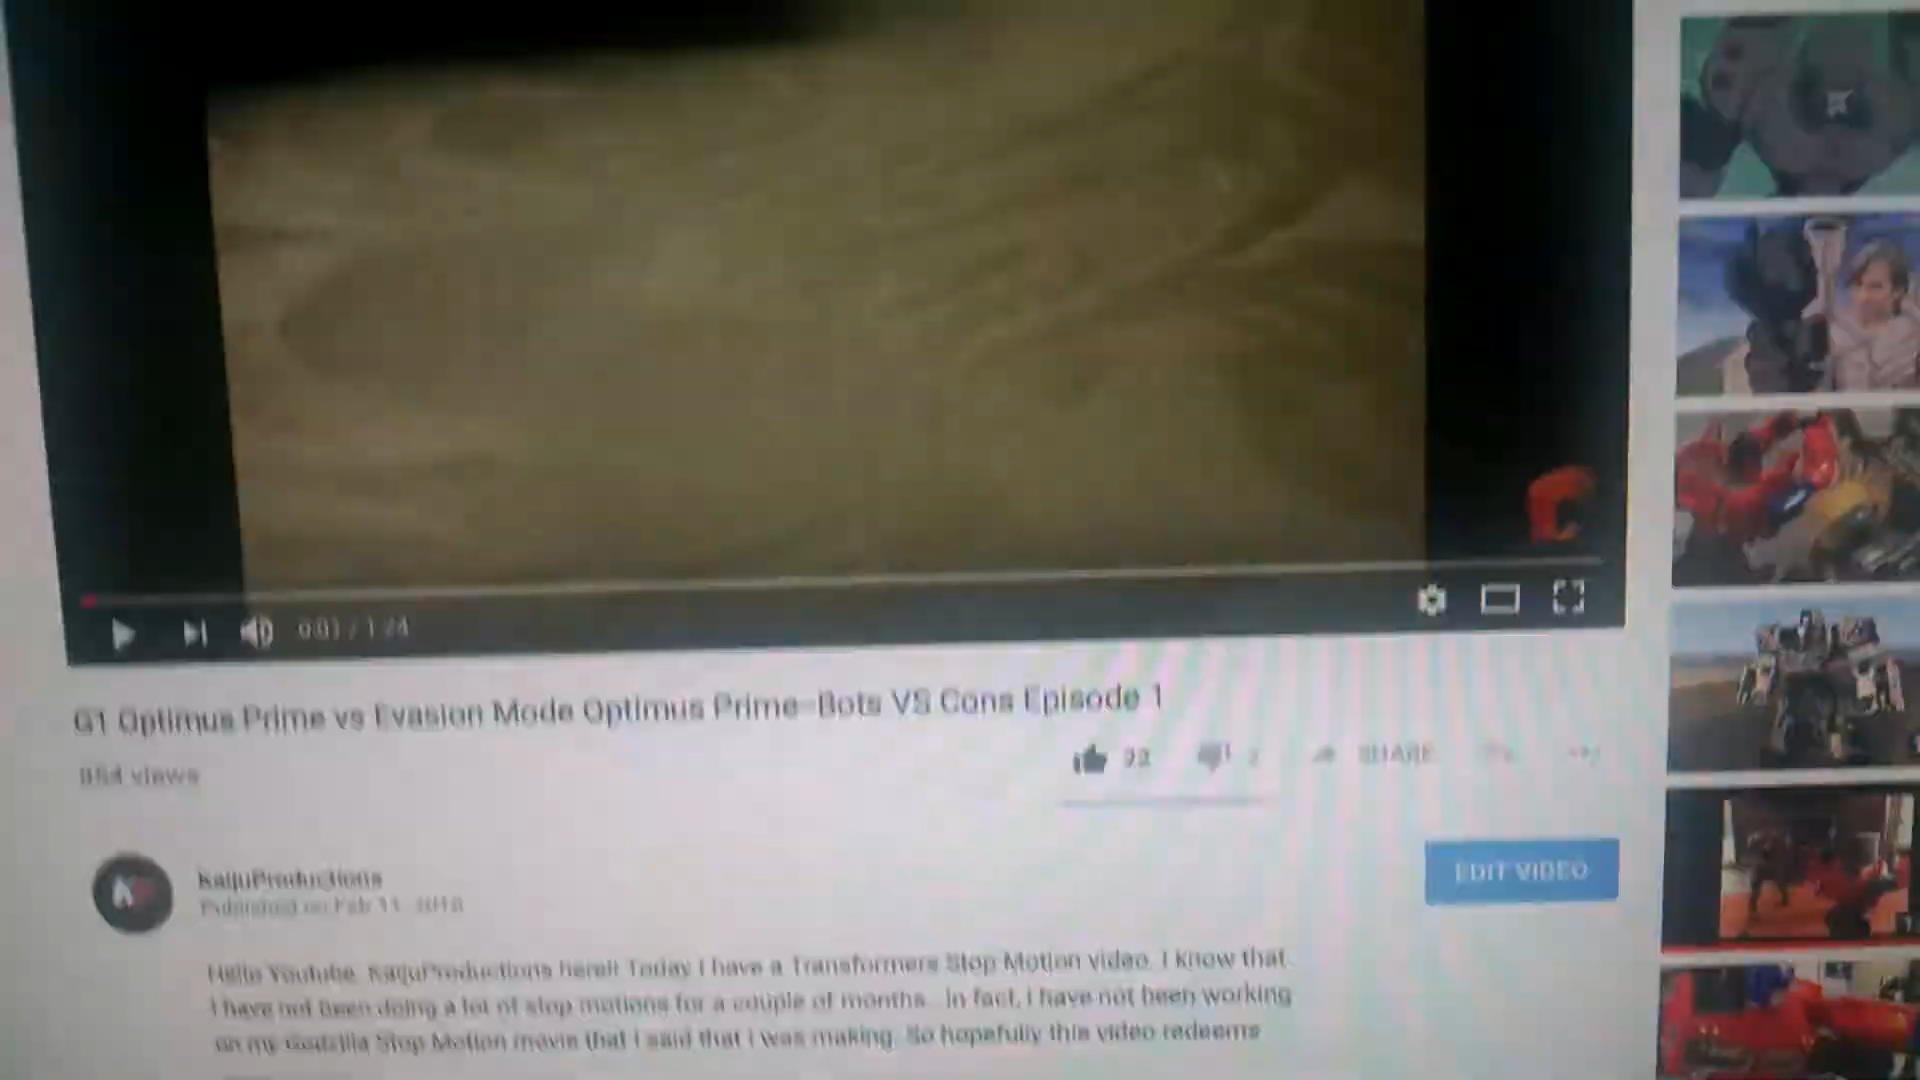 0:01 / 1:24
G1 Optimus Prime vs Evasion Mode Optimus Prime-Bots VS Cons Episode 1
954 views
22
2
SHARE
EDIT VIDEO
KaijuProductions
Published on Feb 11, 2018
Hello Youtube, KaijuProductions here!! Today I have a Transformers Stop Motion video. I know that
I have not been doing a lot of stop motions for a couple of months. In fact, I have not been working
on my Godzilla Stop Motion movie that I said that I was making. So hopefully this video redeems